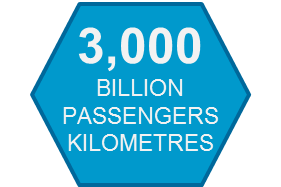 3,000
BILLION
PASSENGERS
KILOMETRES